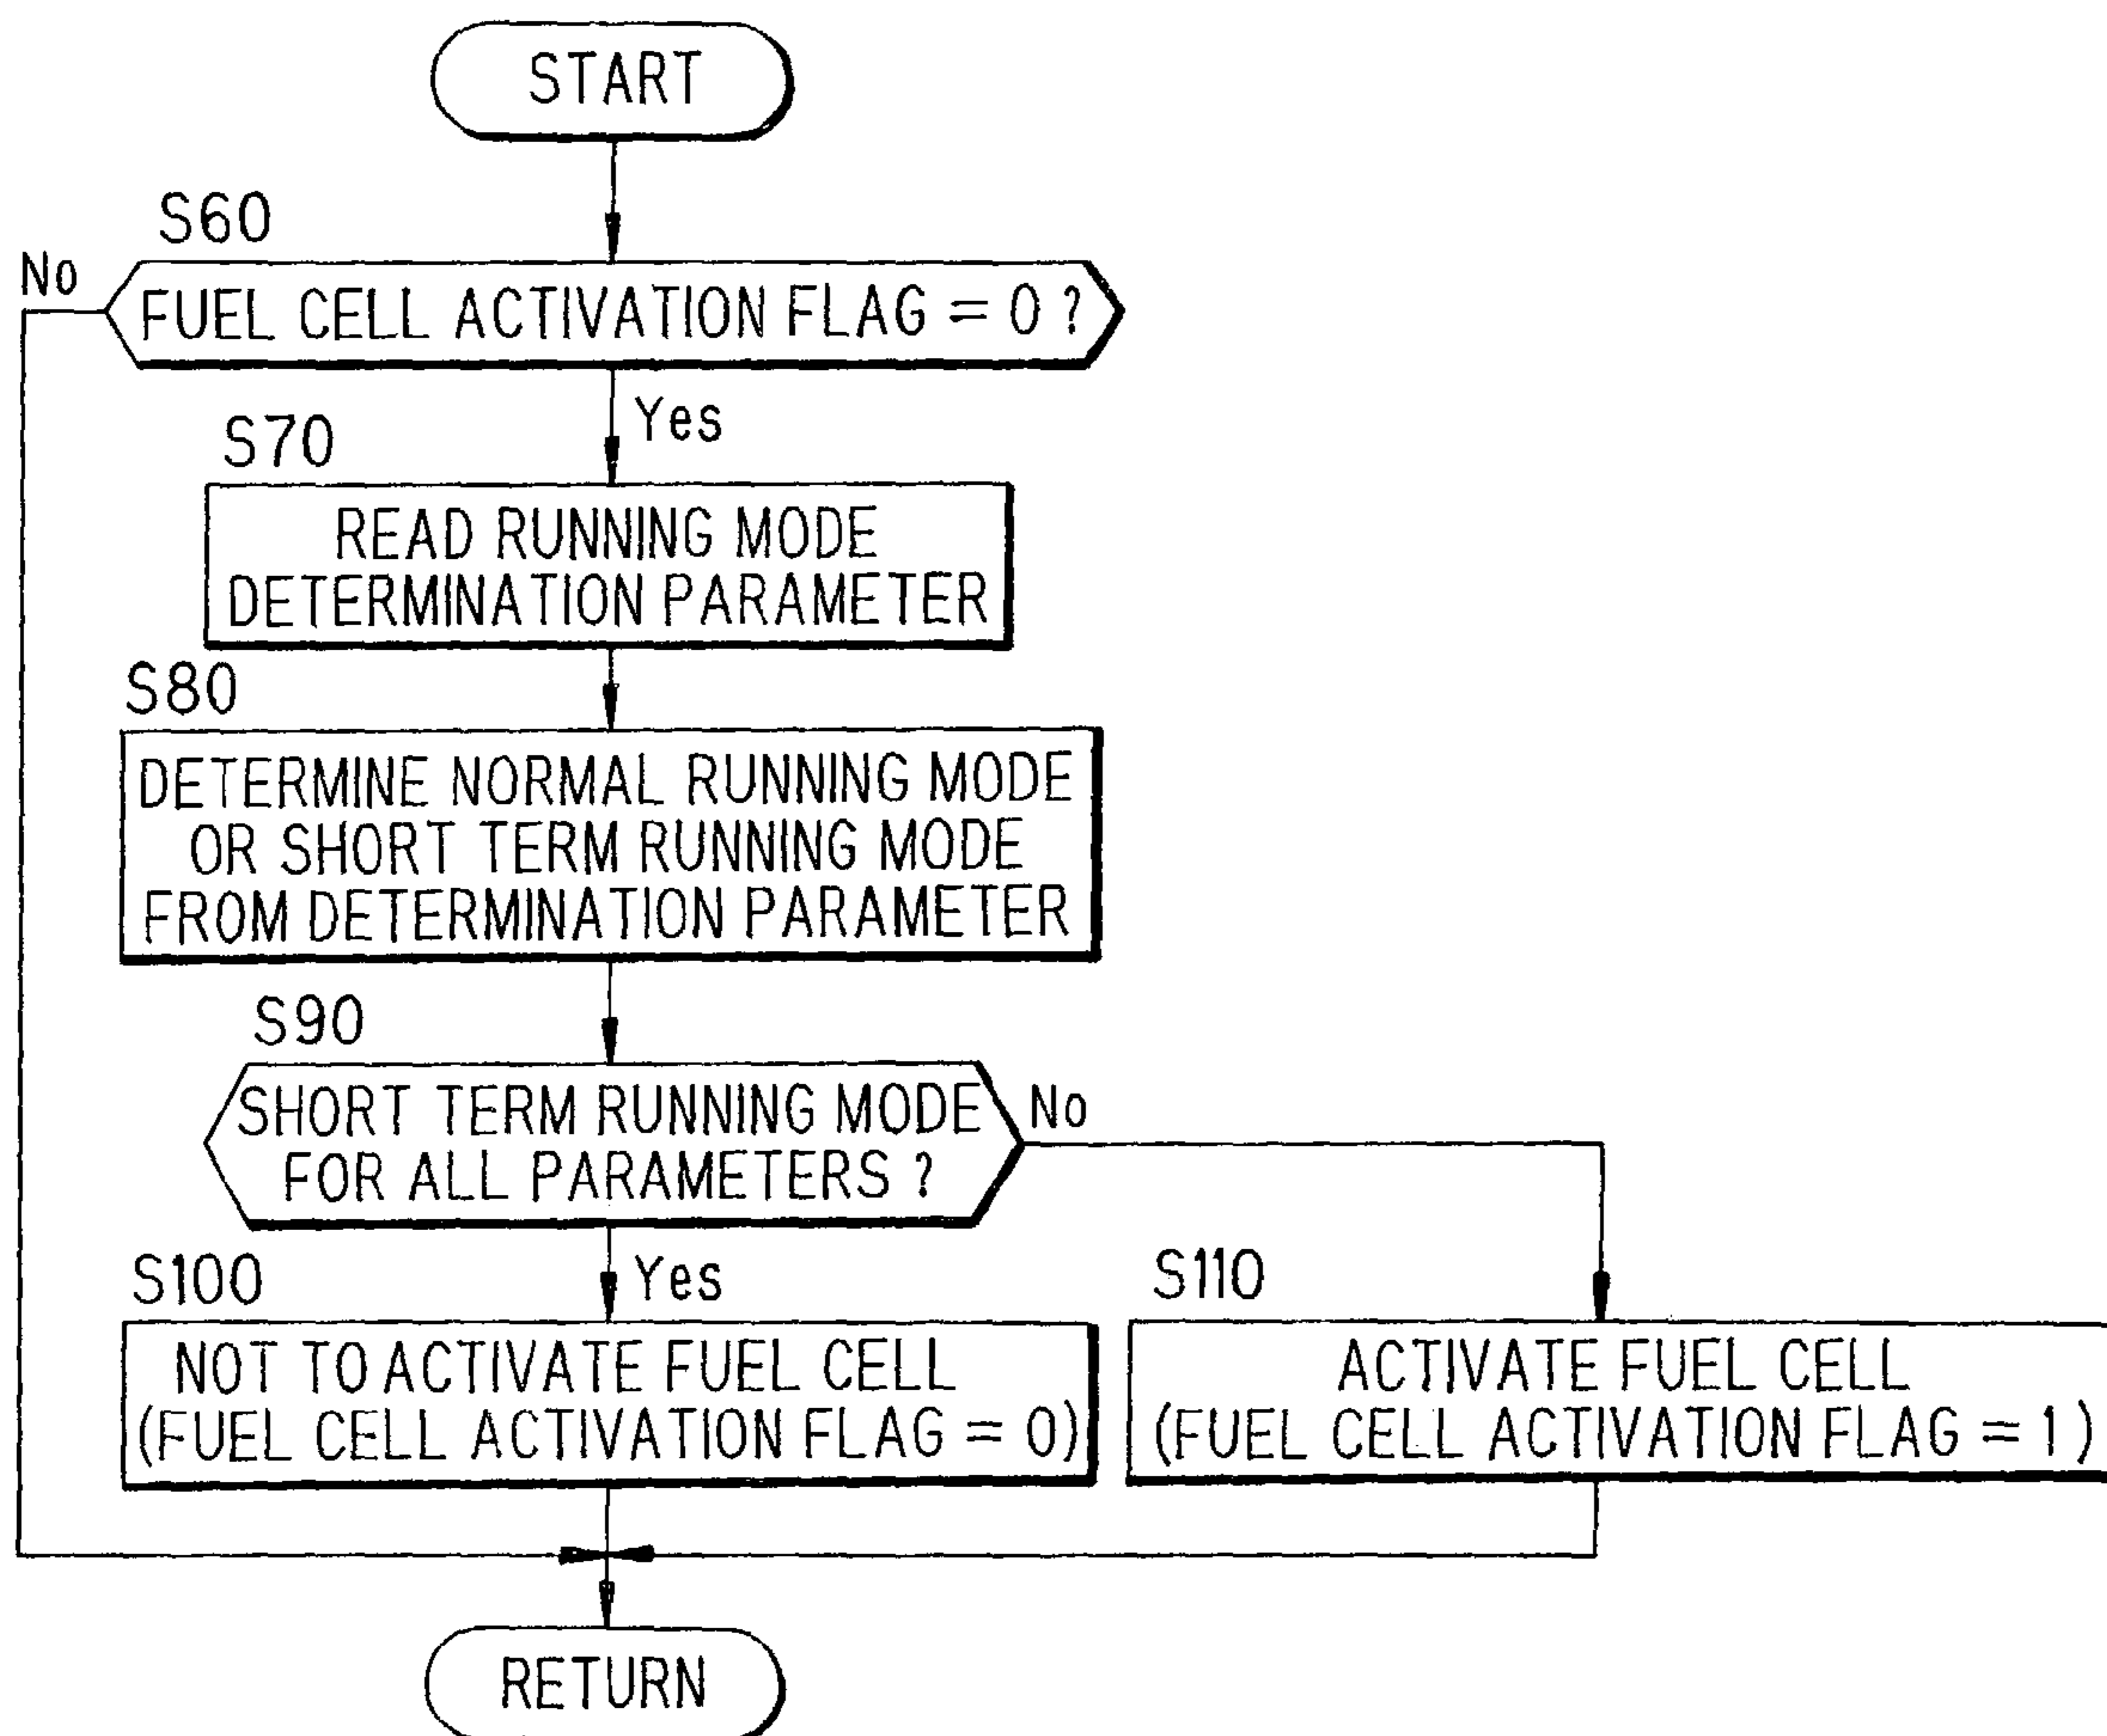 START
S60
No
FUEL CELL ACTIVATION FLAG = 0 ?
Yes
S70
READ RUNNING MODE
DETERMINATION PARAMETER
S80
DETERMINE NORMAL RUNNING MODE
OR SHORT TERM RUNNING MODE
FROM DETERMINATION PARAMETER
S90
SHORT TERM RUNNING MODE
FOR ALL PARAMETERS ?
No
Yes
S100
NOT TO ACTIVATE FUEL CELL
(FUEL CELL ACTIVATION FLAG = 0)
S110
ACTIVATE FUEL CELL
(FUEL CELL ACTIVATION FLAG = 1)
RETURN